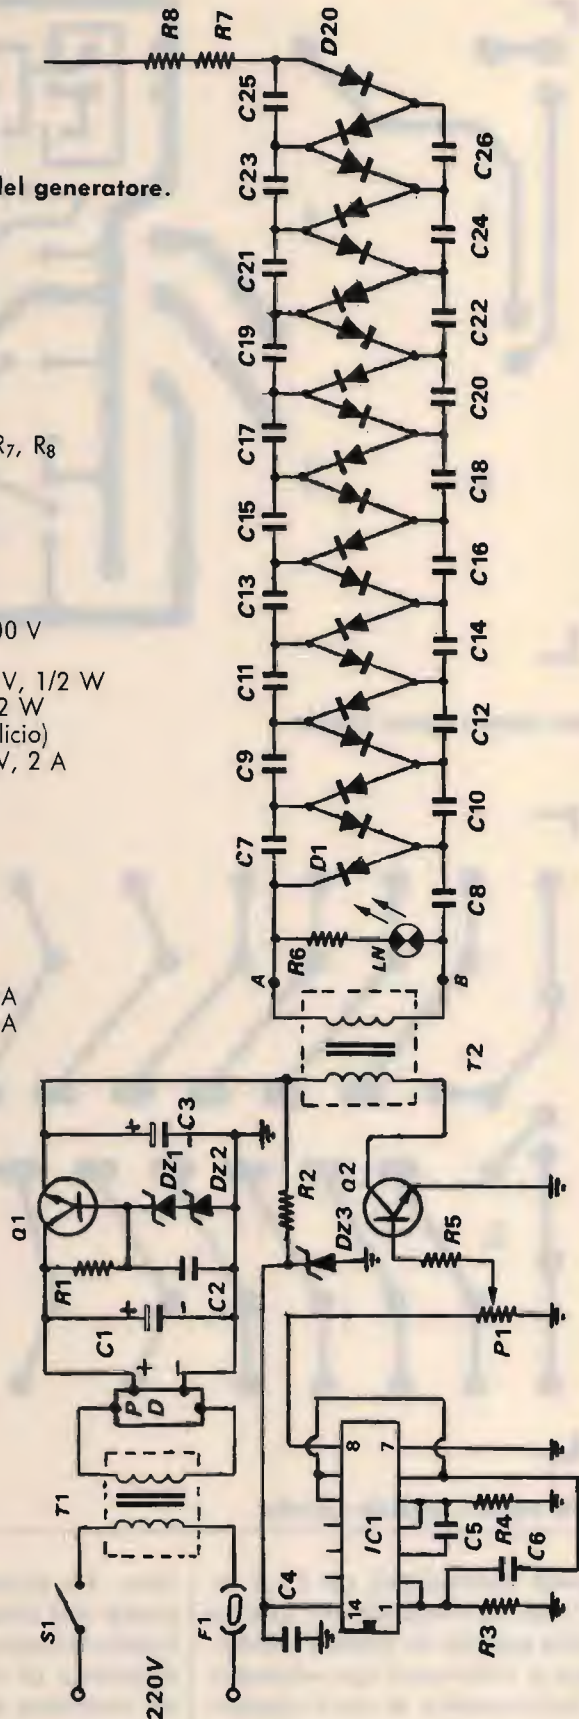 R8
R7
D20
C25
C26
del generatore.
C23
C24
C21
C22
C19
C20
R7, R8
C17
C18
C15
C16
C13
00 V
C14
V, 1/2 W
2 W
C11
licio)
C12
V, 2 A
C9
C10
C7
D1
C8
R6
LN
A
A
A
B
T2
Q1
+
-
C3
DZ1
DZ2
R1
C2
R2
Q2
C1
+
-
DZ3
R5
+
-
P D
P1
T1
8
7
IC1
C5
R4
C6
C4
14
1
R3
S1
F1
220V